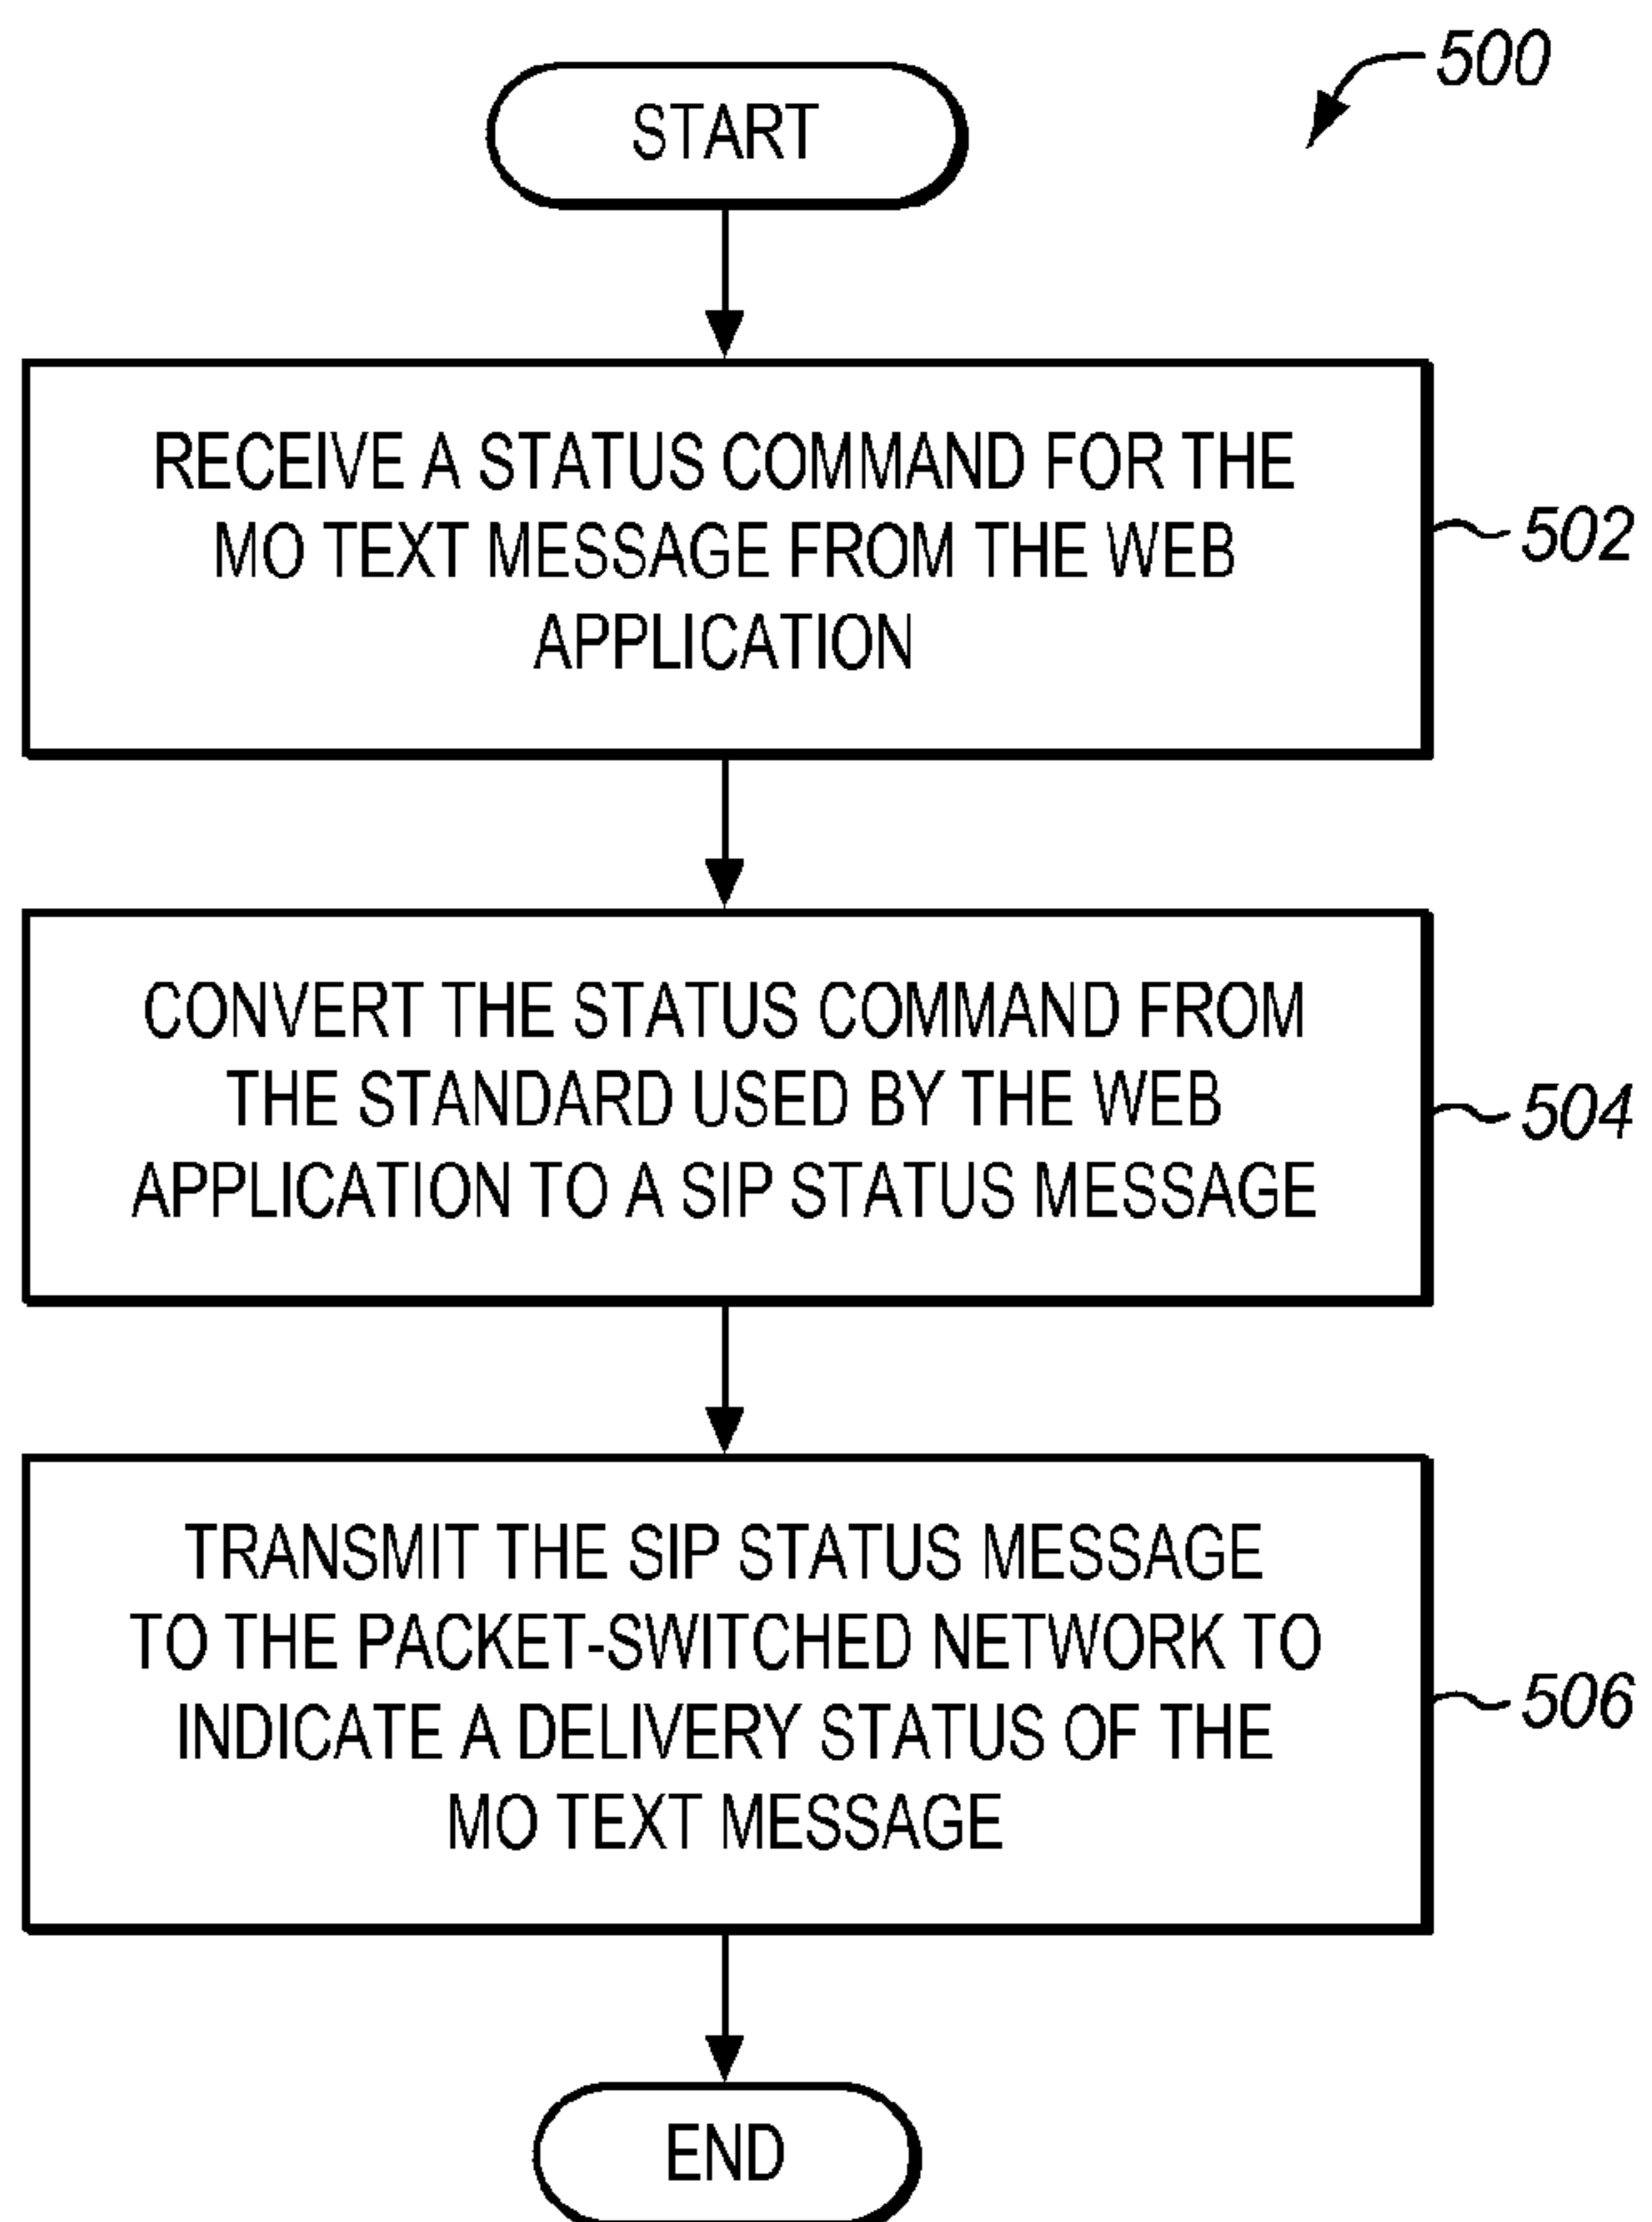 500
START
RECEIVE A STATUS COMMAND FOR THE
MO TEXT MESSAGE FROM THE WEB
APPLICATION
502
CONVERT THE STATUS COMMAND FROM
THE STANDARD USED BY THE WEB
APPLICATION TO A SIP STATUS MESSAGE
504
TRANSMIT THE SIP STATUS MESSAGE
TO THE PACKET-SWITCHED NETWORK TO
INDICATE A DELIVERY STATUS OF THE
MO TEXT MESSAGE
506
END